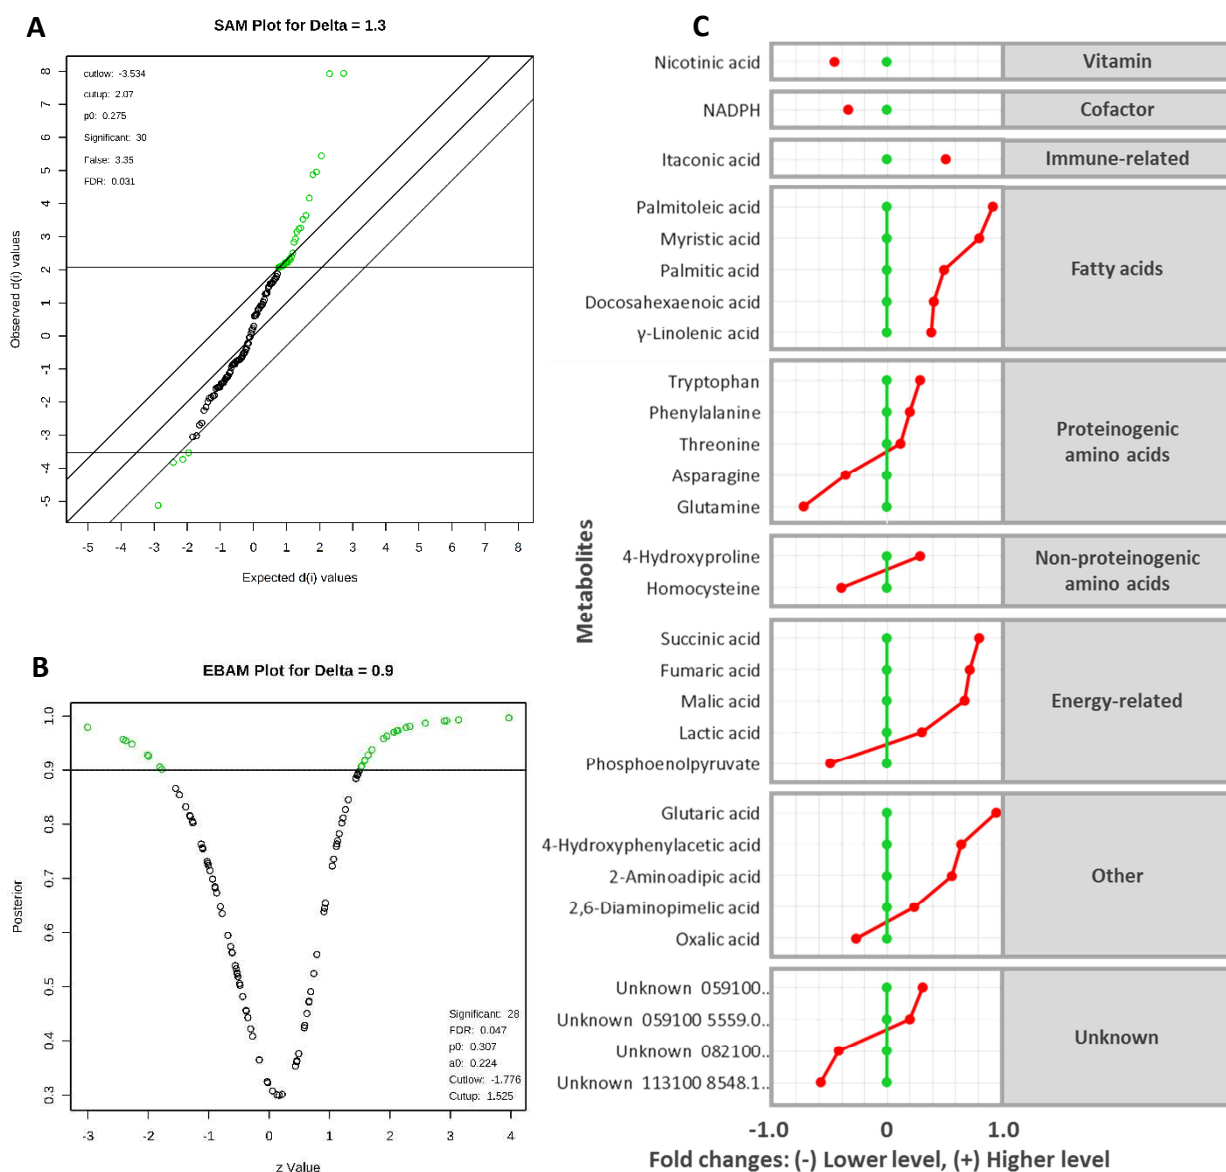 A
SAM Plot for Delta = 1.3
cutlow: -3.534
cutup: 2.07
p0: 0.275
Significant: 30
False: 3.35
FDR: 0.031
Observed d(i) values
8
7
6
5
4
3
2
1
0
-1
-2
-3
-4
-5
-5 -4 -3 -2 -1 0 1 2 3 4 5 6 7 8
Expected d(i) values
B
EBAM Plot for Delta = 0.9
Posterior
1.0
0.9
0.8
0.7
0.6
0.5
0.4
0.3
Significant: 28
FDR: 0.047
p0: 0.307
a0: 0.224
Cutlow: -1.776
Cutup: 1.525
-3 -2 -1 0 1 2 3 4
z Value
C
Metabolites
Nicotinic acid
Vitamin
NADPH
Cofactor
Itaconic acid
Immune-related
Palmitoleic acid
Myristic acid
Palmitic acid
Docosahexaenoic acid
γ-Linolenic acid
Fatty acids
Tryptophan
Phenylalanine
Threonine
Asparagine
Glutamine
Proteinogenic
amino acids
4-Hydroxyproline
Homocysteine
Non-proteinogenic
amino acids
Succinic acid
Fumaric acid
Malic acid
Lactic acid
Phosphoenolpyruvate
Energy-related
Glutaric acid
4-Hydroxyphenylacetic acid
2-Aminoadipic acid
2,6-Diaminopimelic acid
Oxalic acid
Other
Unknown 059100..
Unknown 059100 5559.0..
Unknown 082100..
Unknown 113100 8548.1..
Unknown
-1.0 0 1.0
Fold changes: (-) Lower level, (+) Higher level